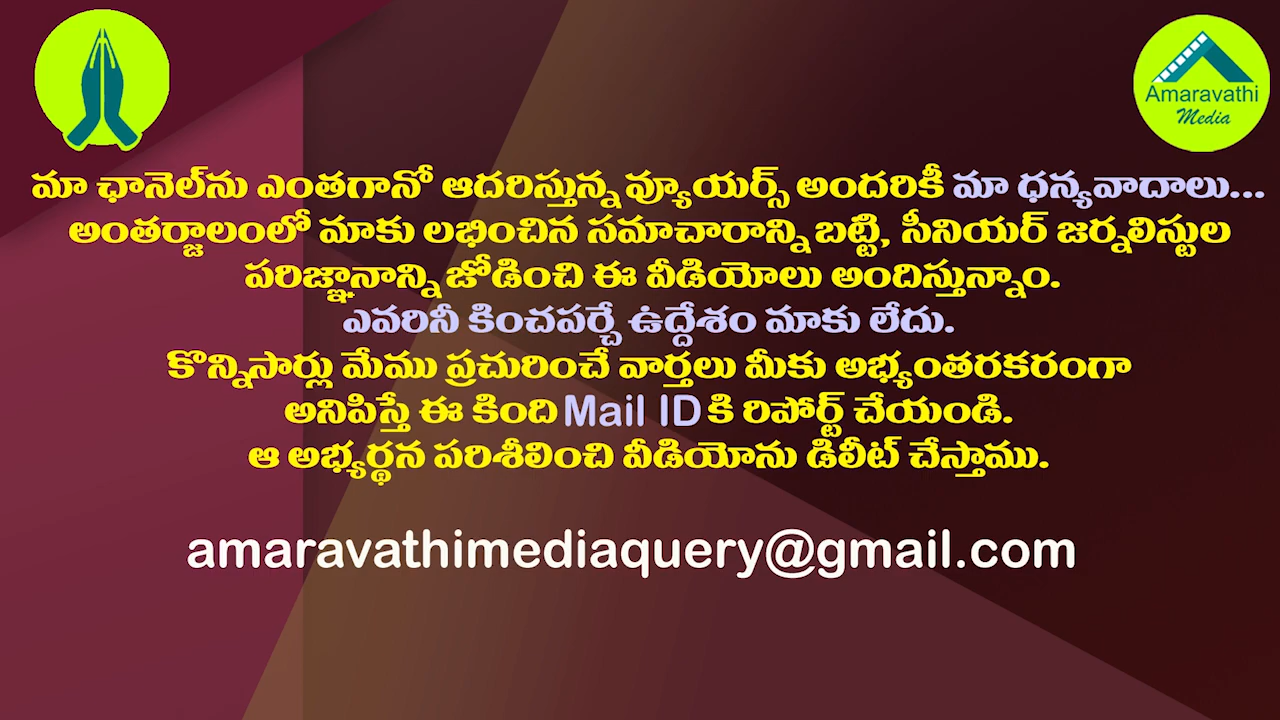 Amaravathi
Media
మా ఛానెల్‌ను ఎంతగానో ఆదరిస్తున్న వ్యూయర్స్ అందరికీ మా ధన్యవాదాలు...
అంతర్జాలంలో మాకు లభించిన సమాచారాన్ని బట్టి, సీనియర్ జర్నలిస్టుల
పరిజ్ఞానాన్ని జోడించి ఈ వీడియోలు అందిస్తున్నాం.
ఎవరినీ కించపర్చే ఉద్దేశం మాకు లేదు.
కొన్నిసార్లు మేము ప్రచురించే వార్తలు మీకు అభ్యంతరకరంగా
అనిపిస్తే ఈ కింది Mail ID కి రిపోర్ట్ చేయండి.
ఆ అభ్యర్థన పరిశీలించి వీడియోను డిలీట్ చేస్తాము.
amaravathimediaquery@gmail.com